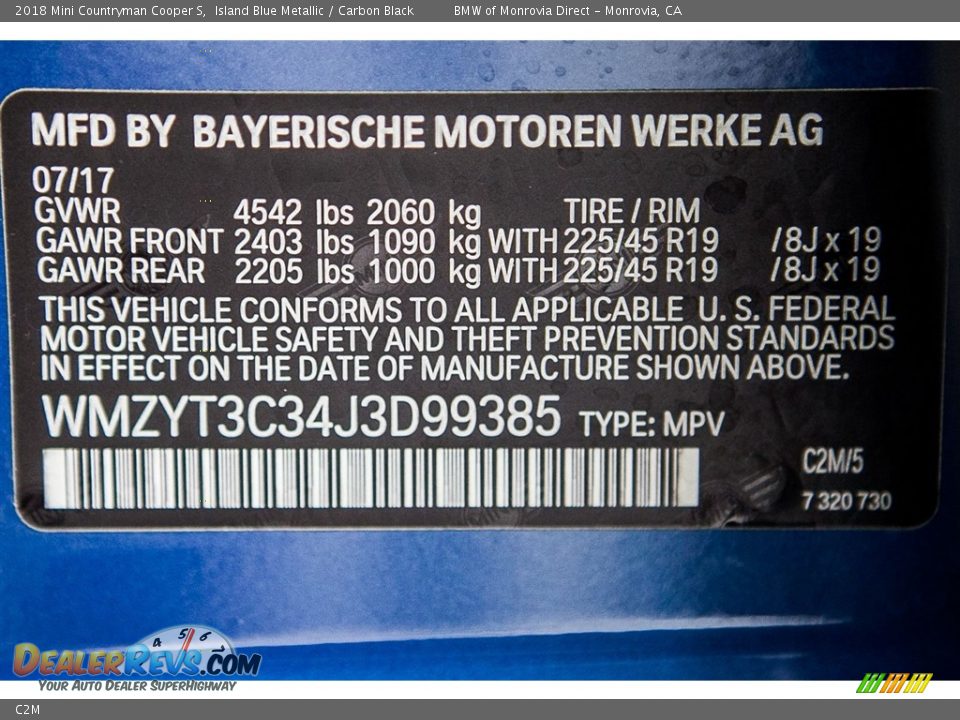 2018 Mini Countryman Cooper S, Island Blue Metallic / Carbon Black BMW of Monrovia Direct - Monrovia, CA
MFD BY BAYERISCHE MOTOREN WERKE AG
07/17
GVWR 4542 lbs 2060 kg TIRE / RIM
GAWR FRONT 2403 lbs 1090 kg WITH 225/45 R19 /8J x 19
GAWR REAR 2205 lbs 1000 kg WITH 225/45 R19 /8J x 19
THIS VEHICLE CONFORMS TO ALL APPLICABLE U. S. FEDERAL
MOTOR VEHICLE SAFETY AND THEFT PREVENTION STANDARDS
IN EFFECT ON THE DATE OF MANUFACTURE SHOWN ABOVE.
WMZYT3C34J3D99385 TYPE: MPV
C2M/5
7 320 730
4 5 6
DEALERREVS.COM
YOUR AUTO DEALER SUPERHIGHWAY
C2M